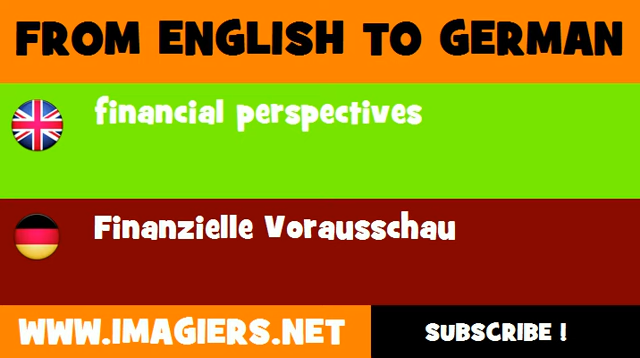 FROM ENGLISH TO GERMAN
financial perspectives
Finanzielle Vorausschau
WWW.IMAGIERS.NET
SUBSCRIBE !